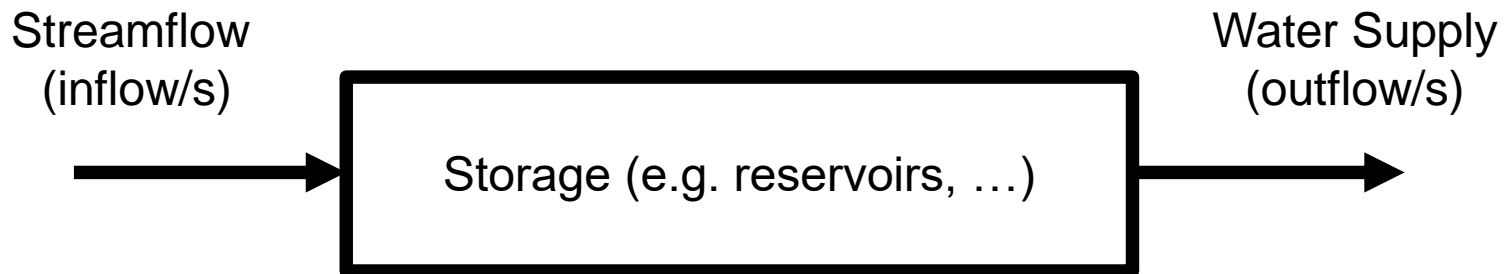 Streamflow
(inflow/s)
Water Supply
(outflow/s)
Storage (e.g. reservoirs, …)